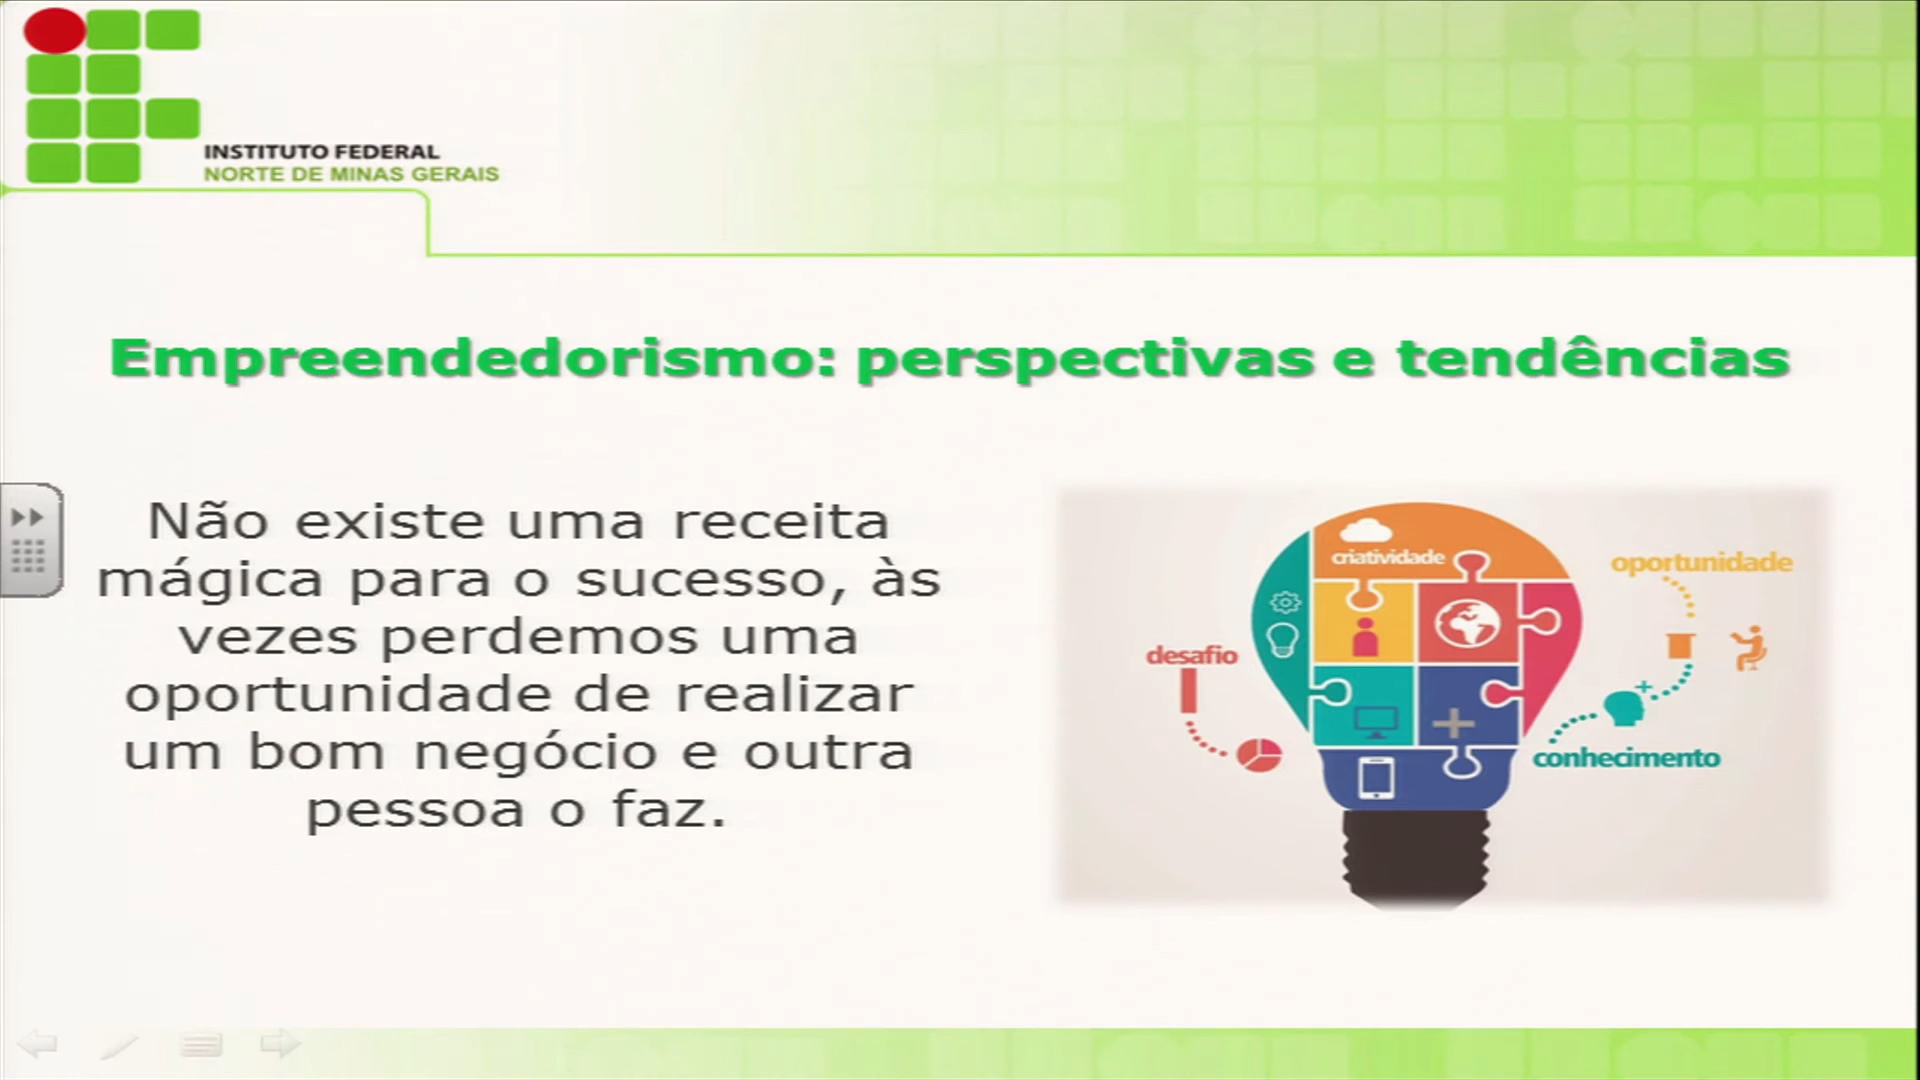 INSTITUTO FEDERAL
NORTE DE MINAS GERAIS
Empreendedorismo: perspectivas e tendências
Não existe uma receita
mágica para o sucesso, às
vezes perdemos uma
oportunidade de realizar
um bom negócio e outra
pessoa o faz.
criatividade
oportunidade
desafio
conhecimento